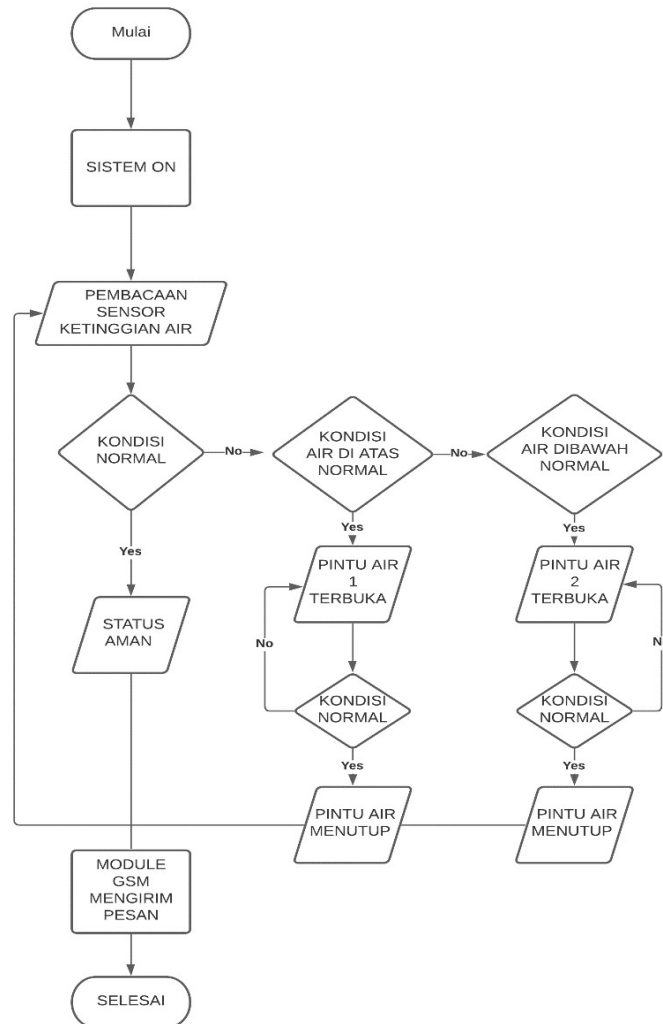 Mulai
SISTEM ON
PEMBACAAN
SENSOR
KETINGGIAN AIR
KONDISI
NORMAL
No
KONDISI
AIR DI ATAS
NORMAL
No
KONDISI
AIR DIBAWAH
NORMAL
Yes
STATUS
AMAN
Yes
PINTU AIR
1
TERBUKA
No
KONDISI
NORMAL
Yes
PINTU AIR
MENUTUP
Yes
PINTU AIR
2
TERBUKA
N
KONDISI
NORMAL
Yes
PINTU AIR
MENUTUP
MODULE
GSM
MENGIRIM
PESAN
SELESAI